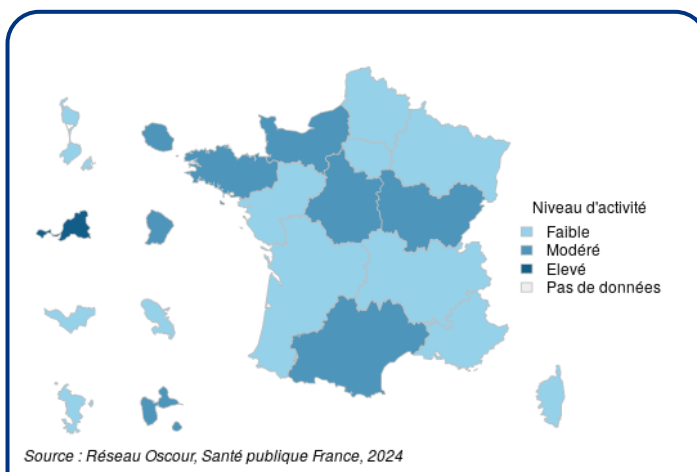 Niveau d'activité
Faible
Modéré
Elevé
Pas de données
Source : Réseau Oscour, Santé publique France, 2024